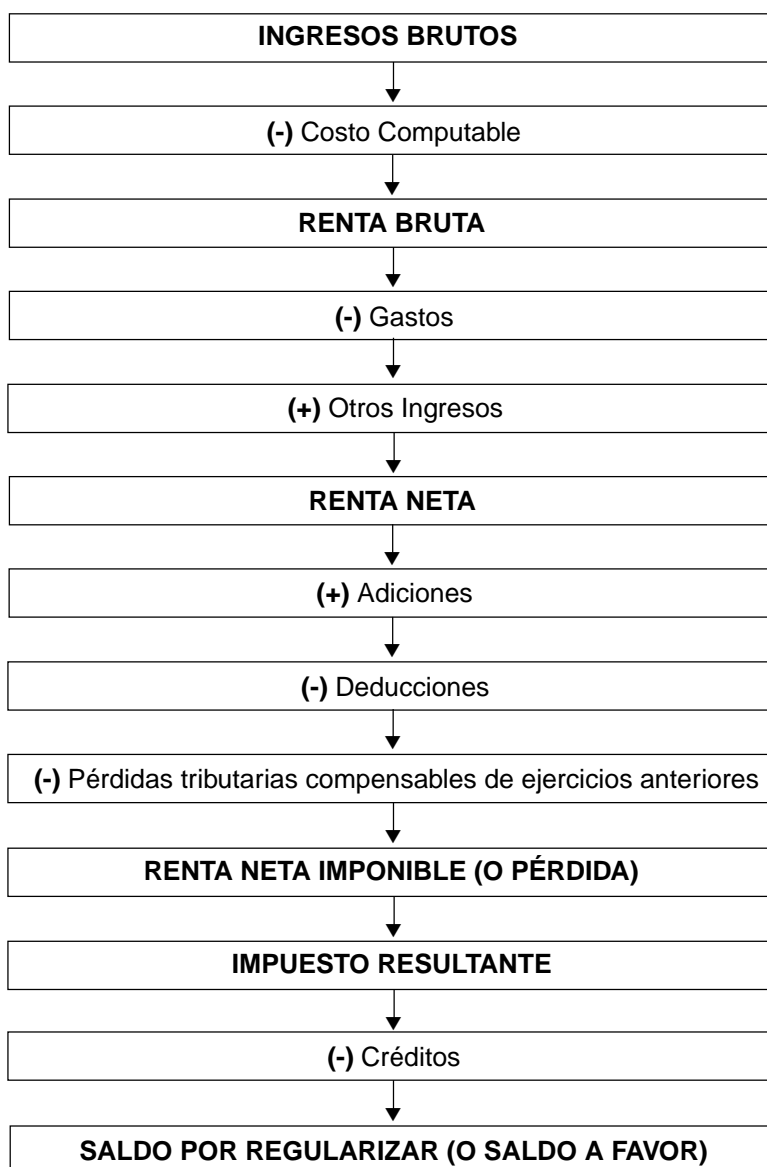 INGRESOS BRUTOS
(-) Costo Computable
RENTA BRUTA
(-) Gastos
(+) Otros Ingresos
RENTA NETA
(+) Adiciones
(-) Deducciones
(-) Pérdidas tributarias compensables de ejercicios anteriores
RENTA NETA IMPONIBLE (O PÉRDIDA)
IMPUESTO RESULTANTE
(-) Créditos
SALDO POR REGULARIZAR (O SALDO A FAVOR)